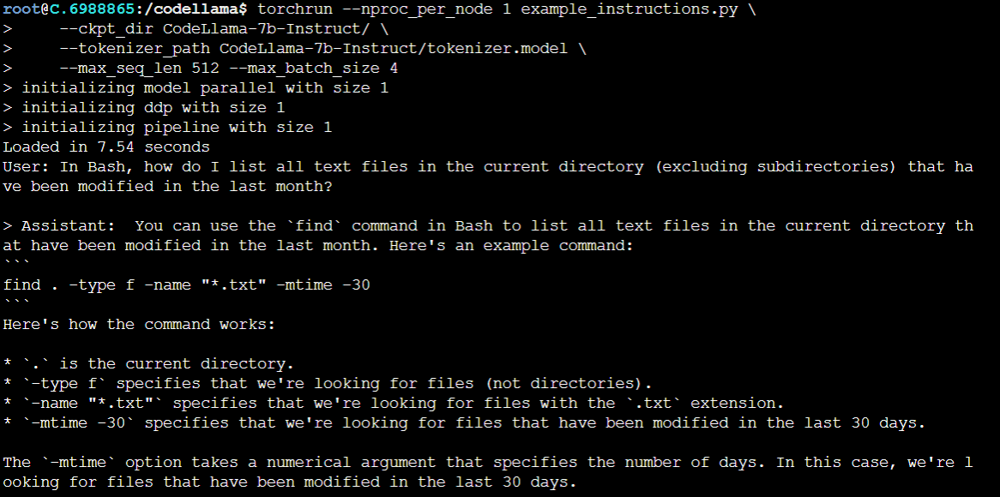 root@C.6988865:/codellama$ torchrun --nproc_per_node 1 example_instructions.py \
>     --ckpt_dir CodeLlama-7b-Instruct/ \
>     --tokenizer_path CodeLlama-7b-Instruct/tokenizer.model \
>     --max_seq_len 512 --max_batch_size 4
> initializing model parallel with size 1
> initializing ddp with size 1
> initializing pipeline with size 1
Loaded in 7.54 seconds
User: In Bash, how do I list all text files in the current directory (excluding subdirectories) that ha
ve been modified in the last month?

> Assistant:  You can use the `find` command in Bash to list all text files in the current directory th
at have been modified in the last month. Here's an example command:
```
find . -type f -name "*.txt" -mtime -30
```
Here's how the command works:

* `.` is the current directory.
* `-type f` specifies that we're looking for files (not directories).
* `-name "*.txt"` specifies that we're looking for files with the `.txt` extension.
* `-mtime -30` specifies that we're looking for files that have been modified in the last 30 days.

The `-mtime` option takes a numerical argument that specifies the number of days. In this case, we're l
ooking for files that have been modified in the last 30 days.